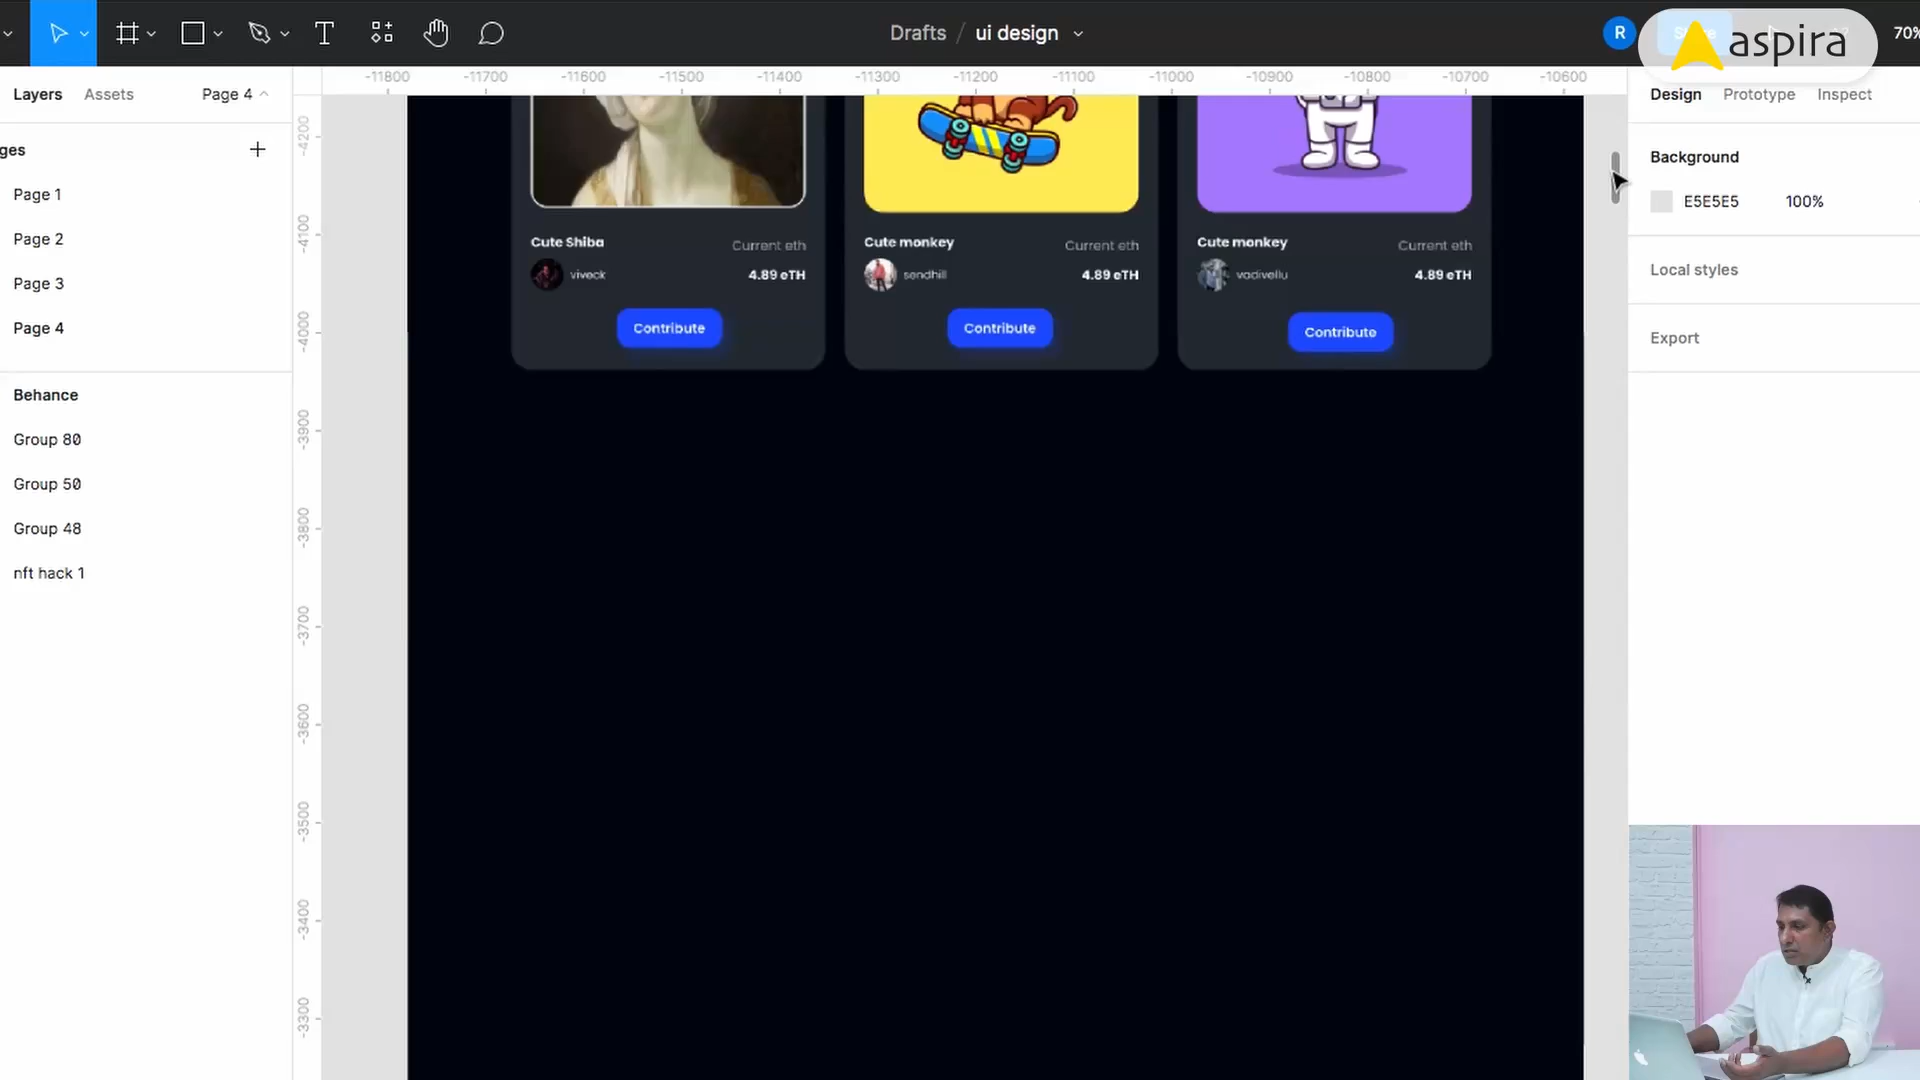 Drafts / ui design
R
70%
aspira
Layers
Assets
Page 4
ges
Page 1
Page 2
Page 3
Page 4
Behance
Group 80
Group 50
Group 48
nft hack 1
-11800
-11700
-11600
-11500
-11400
-11300
-11200
-11100
-11000
-10900
-10800
-10700
-10600
-4200
-4100
-4000
-3900
-3800
-3700
-3600
-3500
-3400
-3300
Cute Shiba
Current eth
viveck
4.89 eTH
Contribute
Cute monkey
Current eth
sendhill
4.89 eTH
Contribute
Cute monkey
Current eth
vadivellu
4.89 eTH
Contribute
Design
Prototype
Inspect
Background
E5E5E5
100%
Local styles
Export